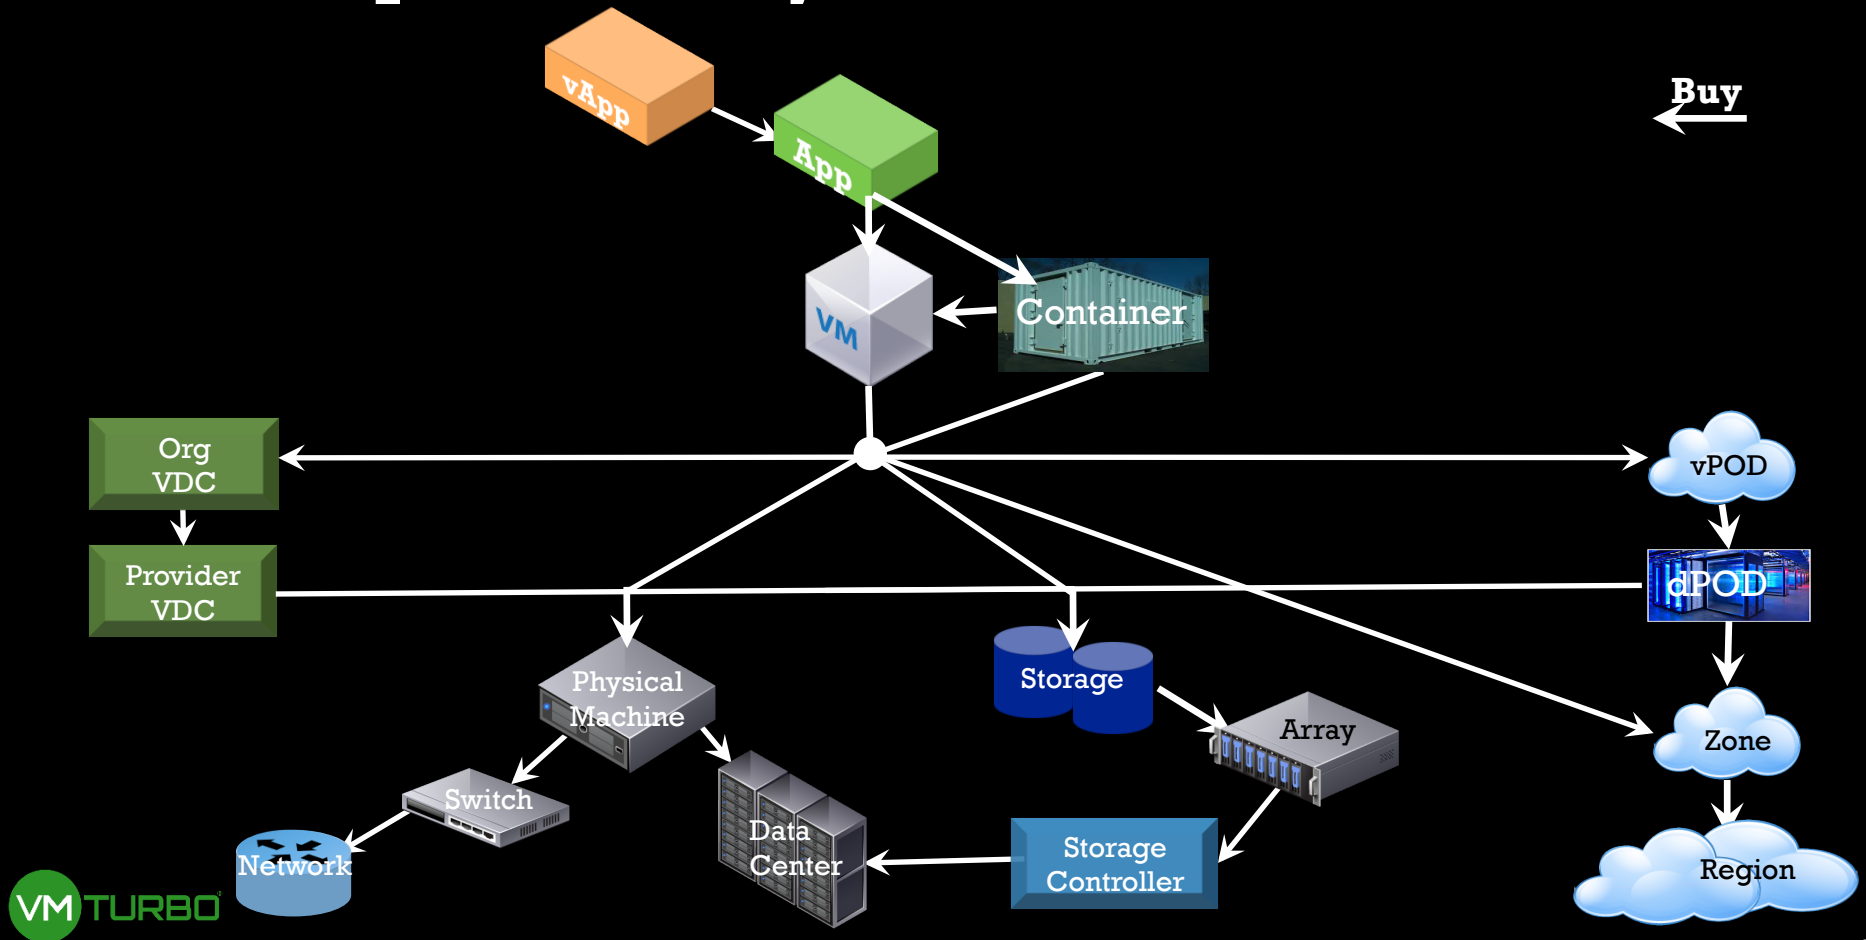 vApp
App
Buy
VM
Container
Org
VDC
vPOD
Provider
VDC
dPOD
Physical
Machine
Storage
Array
Zone
Switch
Data
Center
Network
Storage
Controller
Region
VMTURBO